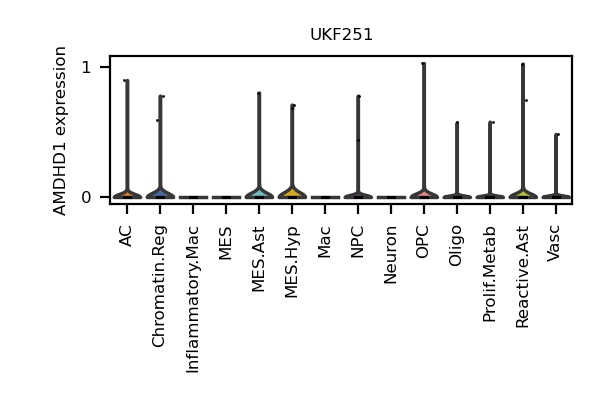 UKF251
AMDHD1 expression
1
0
AC
Chromatin.Reg
Inflammatory.Mac
MES
MES.Ast
MES.Hyp
Mac
NPC
Neuron
OPC
Oligo
Prolif.Metab
Reactive.Ast
Vasc